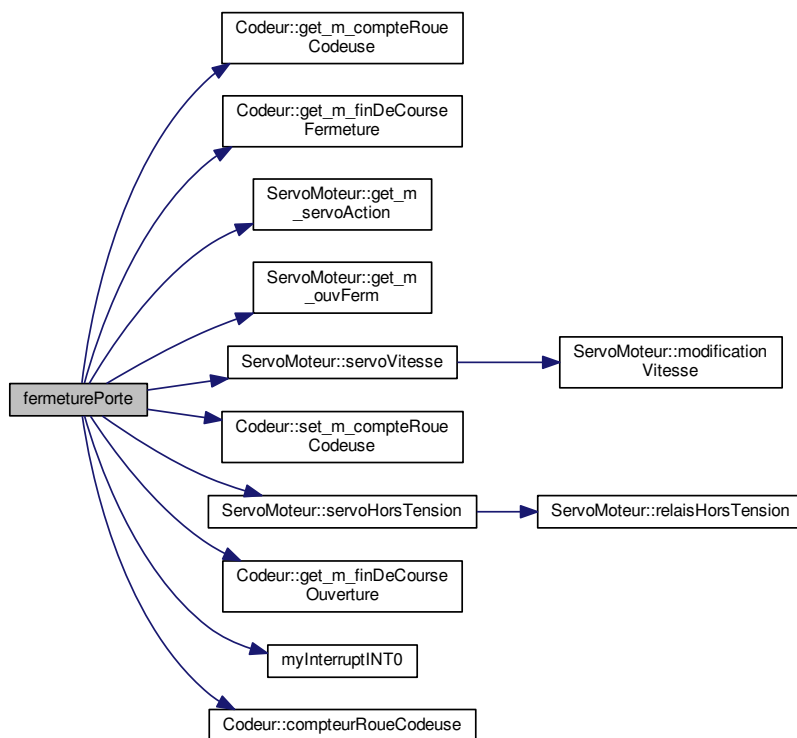 Codeur::get_m_compteRoue
Codeuse
Codeur::get_m_finDeCourse
Fermeture
ServoMoteur::get_m
_servoAction
ServoMoteur::get_m
_ouvFerm
fermeturePorte
ServoMoteur::servoVitesse
ServoMoteur::modification
Vitesse
Codeur::set_m_compteRoue
Codeuse
ServoMoteur::servoHorsTension
ServoMoteur::relaisHorsTension
Codeur::get_m_finDeCourse
Ouverture
myInterruptINT0
Codeur::compteurRoueCodeuse